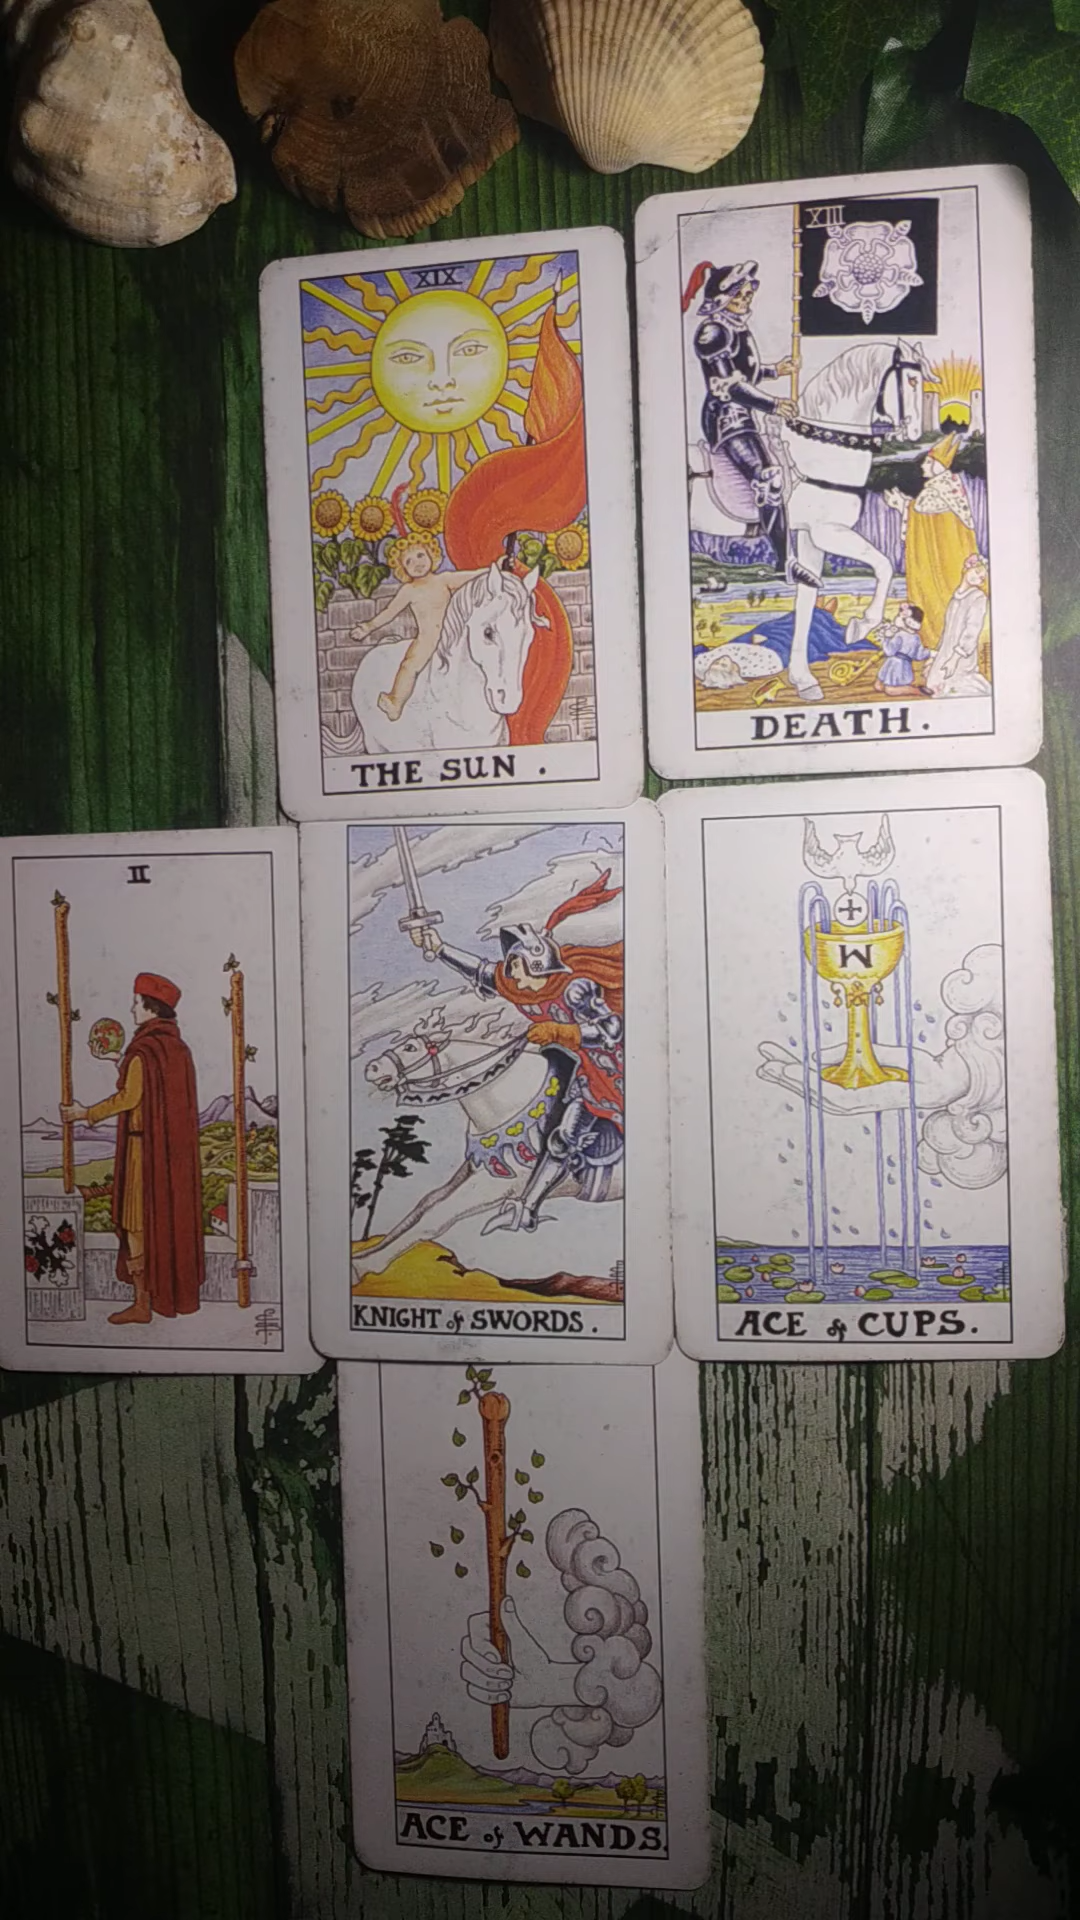 XIX
THE SUN .
XIII
DEATH .
II
KNIGHT of SWORDS .
W
ACE of CUPS .
ACE of WANDS.